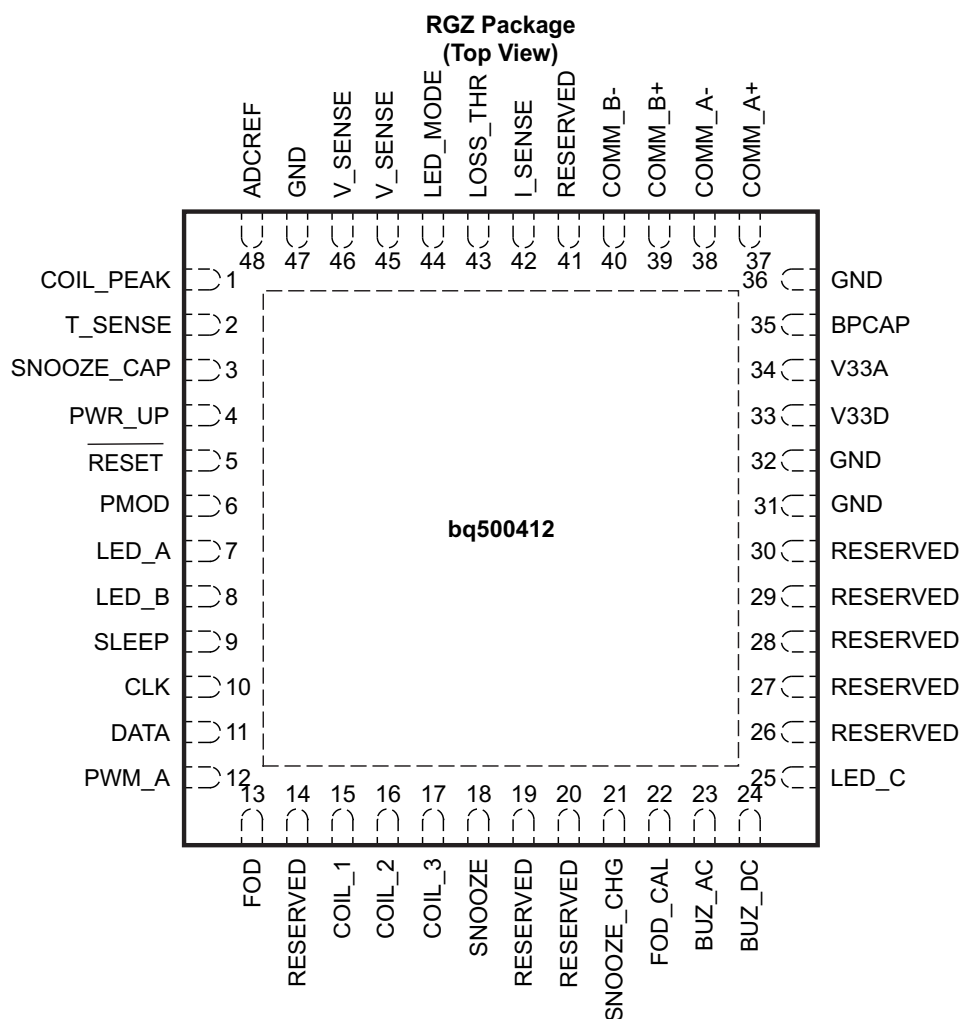 RGZ Package
(Top View)
ADCREF
GND
V_SENSE
V_SENSE
LED_MODE
LOSS_THR
I_SENSE
RESERVED
COMM_B-
COMM_B+
COMM_A-
COMM_A+
48
47
46
45
44
43
42
41
40
39
38
37
COIL_PEAK 1
T_SENSE 2
SNOOZE_CAP 3
PWR_UP 4
RESET 5
PMOD 6
LED_A 7
LED_B 8
SLEEP 9
CLK 10
DATA 11
PWM_A 12
bq500412
36 GND
35 BPCAP
34 V33A
33 V33D
32 GND
31 GND
30 RESERVED
29 RESERVED
28 RESERVED
27 RESERVED
26 RESERVED
25 LED_C
13
14
15
16
17
18
19
20
21
22
23
24
FOD
RESERVED
COIL_1
COIL_2
COIL_3
SNOOZE
RESERVED
RESERVED
SNOOZE_CHG
FOD_CAL
BUZ_AC
BUZ_DC